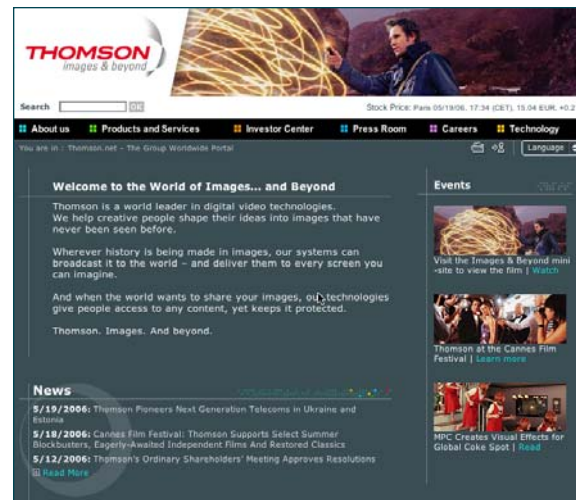 THOMSON
images & beyond
Search
OK
Stock Price: Paris 05/19/06, 17:34 (CET), 15.04 EUR, +0.2
About us
Products and Services
Investor Center
Press Room
Careers
Technology
You are in : Thomson.net – The Group Worldwide Portal
Language
Welcome to the World of Images... and Beyond
Thomson is a world leader in digital video technologies.
We help creative people shape their ideas into images that have
never been seen before.
Wherever history is being made in images, our systems can
broadcast it to the world – and deliver them to every screen you
can imagine.
And when the world wants to share your images, our technologies
give people access to any content, yet keeps it protected.
Thomson. Images. And beyond.
News
5/19/2006: Thomson Pioneers Next Generation Telecoms in Ukraine and
Estonia
5/18/2006: Cannes Film Festival: Thomson Supports Select Summer
Blockbusters, Eagerly-Awaited Independent Films And Restored Classics
5/12/2006: Thomson's Ordinary Shareholders' Meeting Approves Resolutions
Read More
Events
Visit the Images & Beyond mini
-site to view the film | Watch
Thomson at the Cannes Film
Festival | Learn more
MPC Creates Visual Effects for
Global Coke Spot | Read